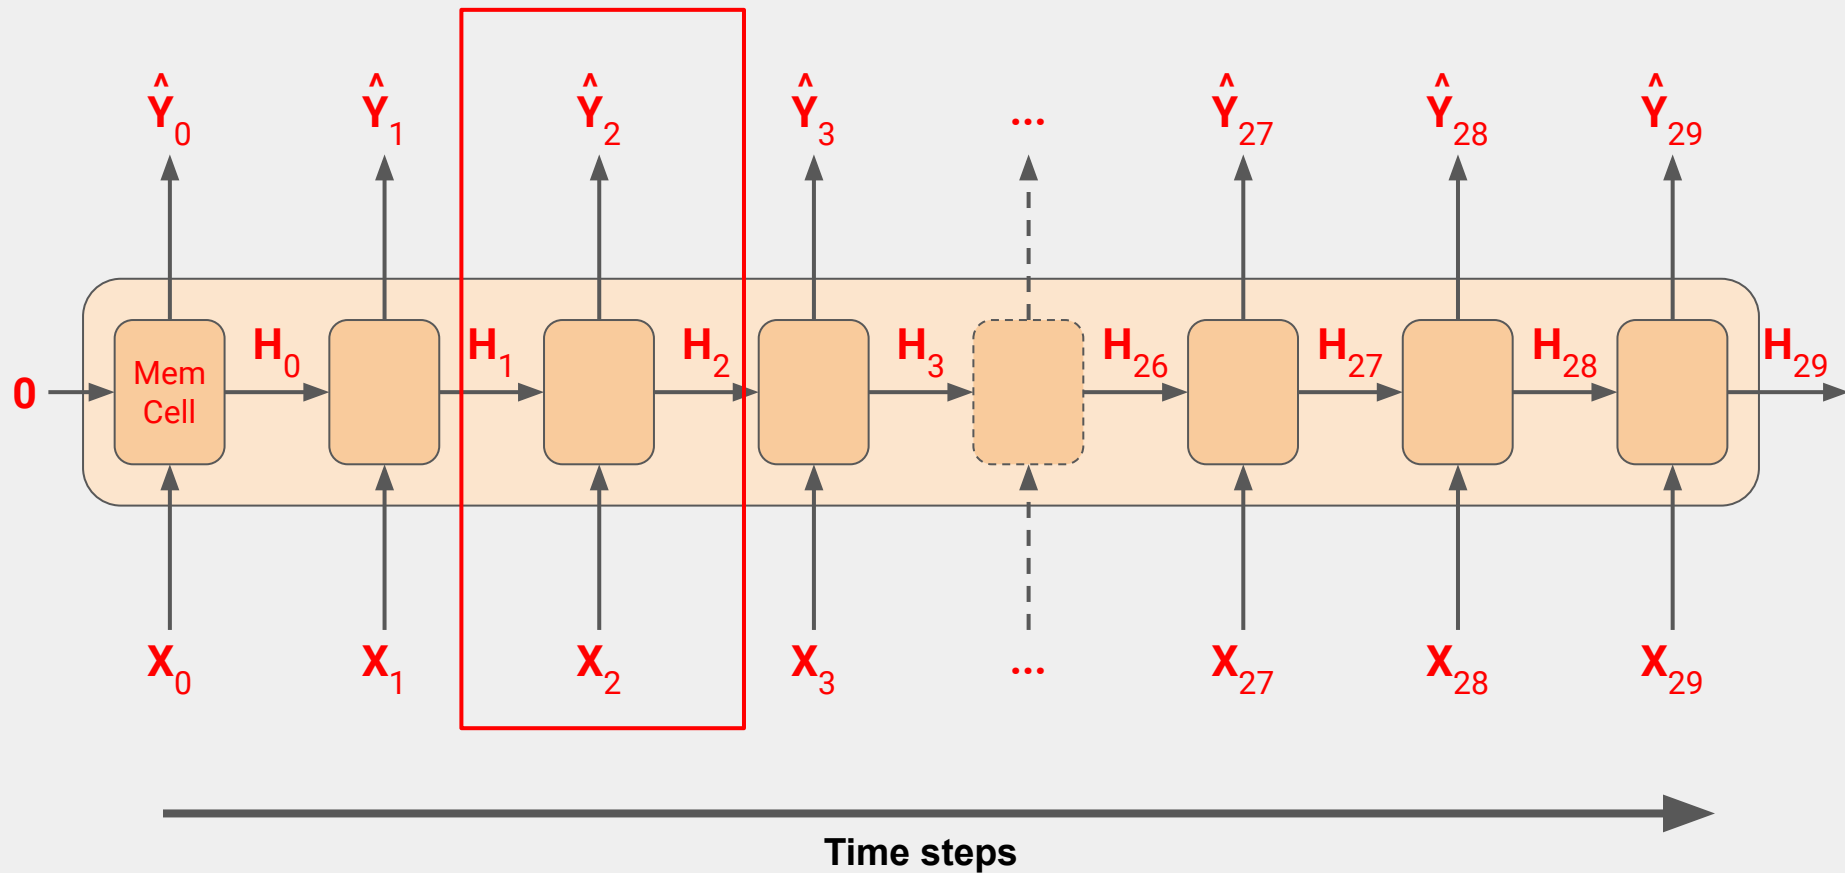 Ŷ0 Ŷ1 Ŷ2 Ŷ3 ... Ŷ27 Ŷ28 Ŷ29
H0 H1 H2 H3 H26 H27 H28 H29
0 Mem
Cell
X0 X1 X2 X3 ... X27 X28 X29
Time steps